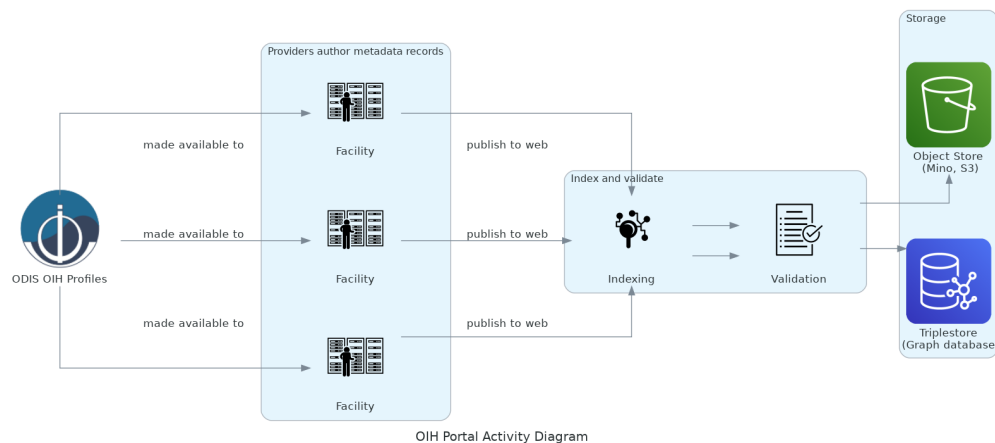 Storage
Providers author metadata records
made available to
Facility
publish to web
Object Store
(Mino, S3)
Index and validate
made available to
Facility
publish to web
ODIS OIH Profiles
Indexing
Validation
made available to
Facility
publish to web
Triplestore
(Graph database
OIH Portal Activity Diagram